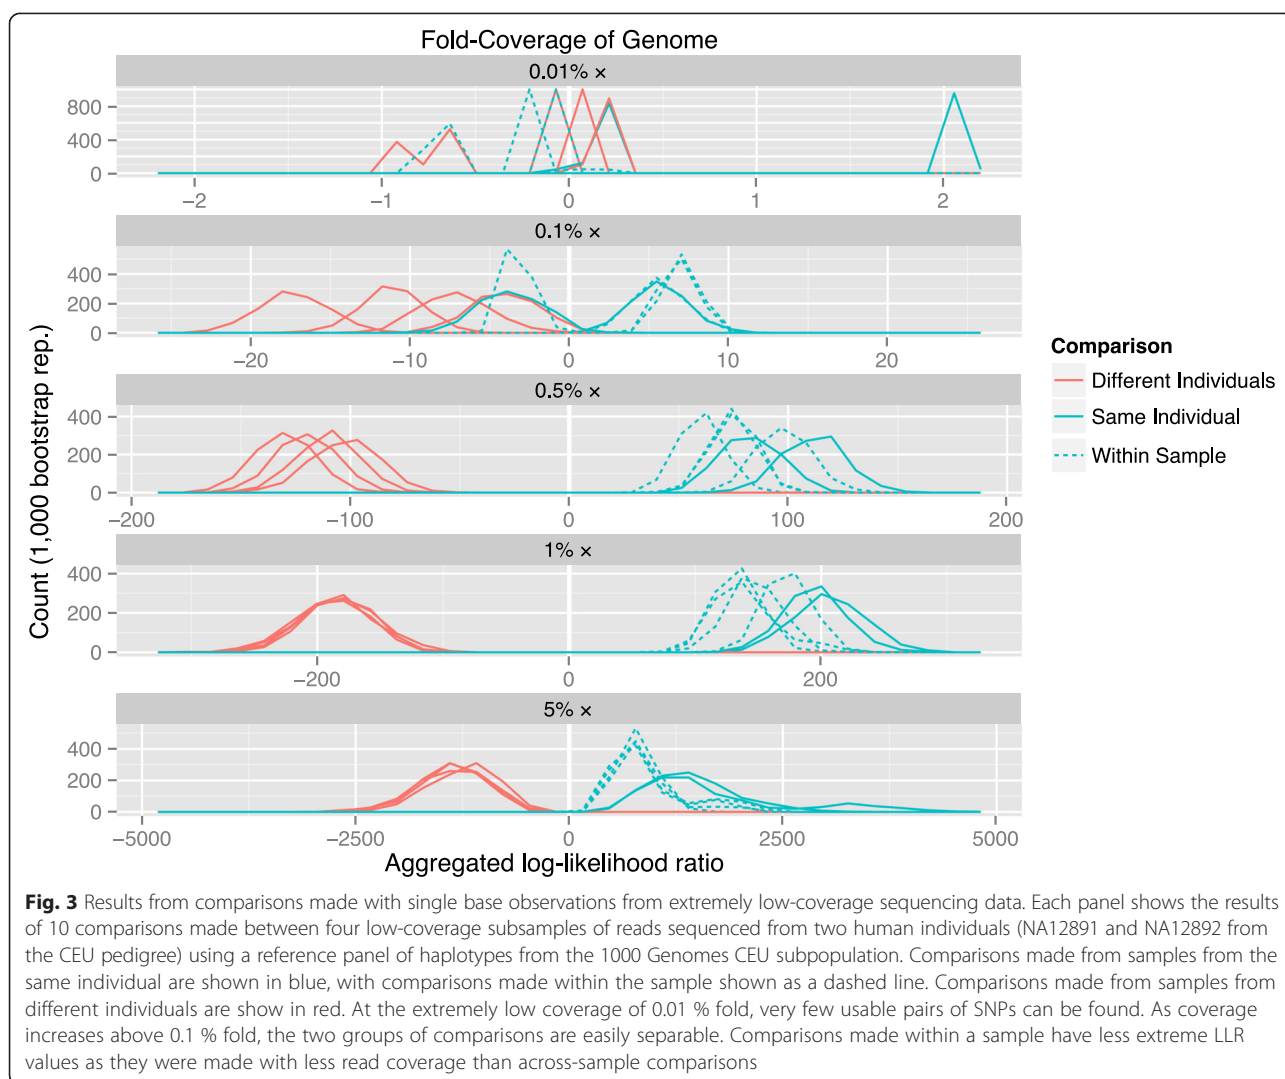 Fold-Coverage of Genome
0.01% ×
800
400
0
−2 −1 0 1 2
0.1% ×
400
200
0
−20 −10 0 10 20
0.5% ×
400
200
0
−200 −100 0 100 200
1% ×
400
200
0
−200 0 200
5% ×
400
200
0
−5000 −2500 0 2500 5000
Count (1,000 bootstrap rep.)
Aggregated log-likelihood ratio
Comparison
Different Individuals
Same Individual
Within Sample
Fig. 3 Results from comparisons made with single base observations from extremely low-coverage sequencing data. Each panel shows the results
of 10 comparisons made between four low-coverage subsamples of reads sequenced from two human individuals (NA12891 and NA12892 from
the CEU pedigree) using a reference panel of haplotypes from the 1000 Genomes CEU subpopulation. Comparisons made from samples from the
same individual are shown in blue, with comparisons made within the sample shown as a dashed line. Comparisons made from samples from
different individuals are show in red. At the extremely low coverage of 0.01 % fold, very few usable pairs of SNPs can be found. As coverage
increases above 0.1 % fold, the two groups of comparisons are easily separable. Comparisons made within a sample have less extreme LLR
values as they were made with less read coverage than across-sample comparisons